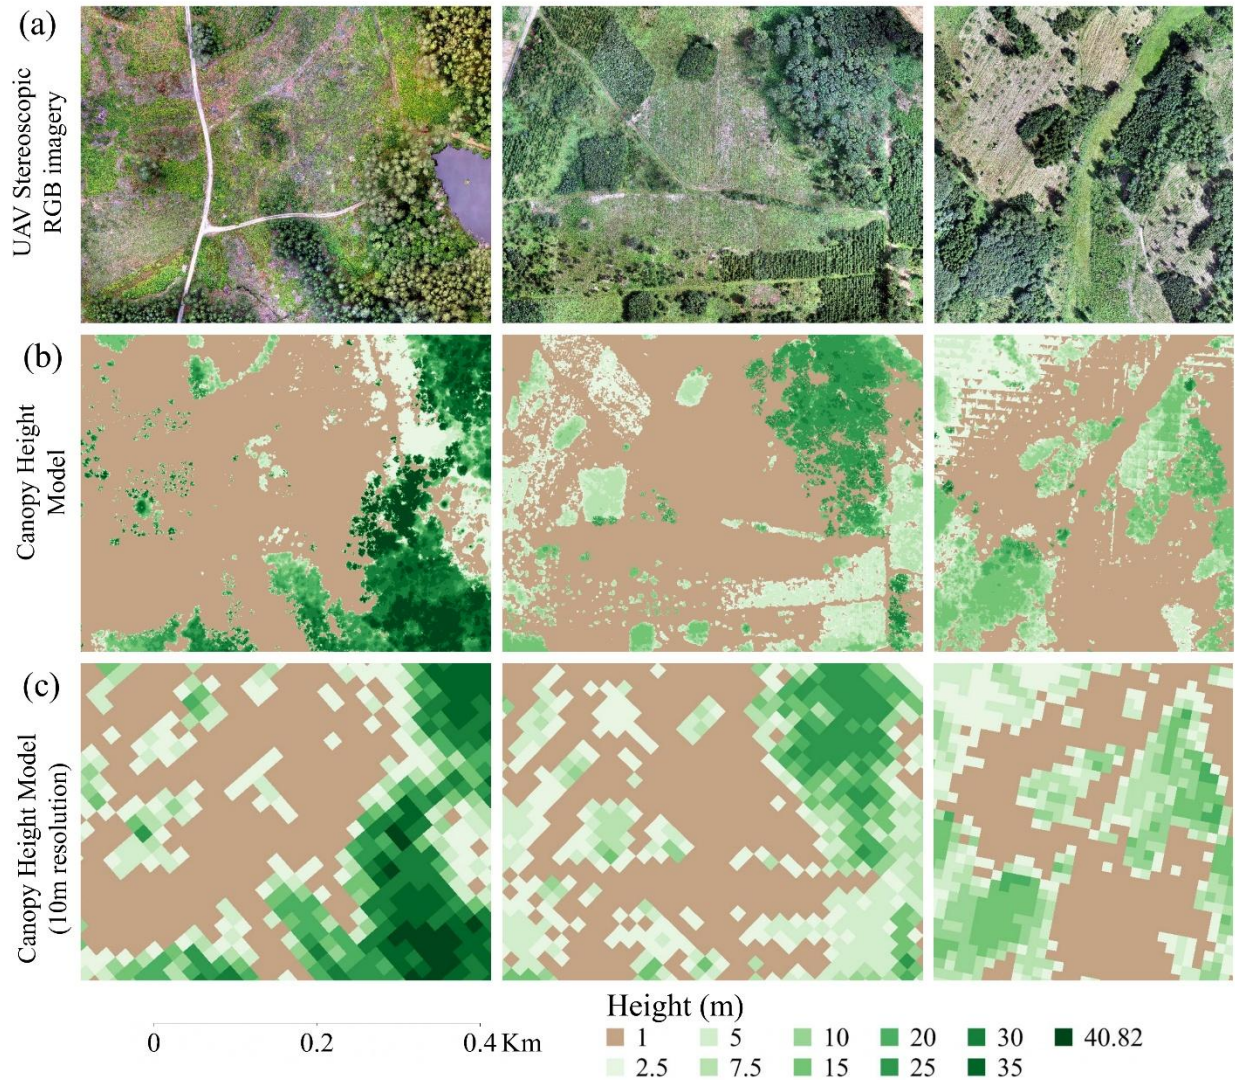 (a)
UAV Stereoscopic
RGB imagery
(b)
Canopy Height
Model
(c)
Canopy Height Model
(10m resolution)
Height (m)
0 0.2 0.4 Km
1 5 10 20 30 40.82
2.5 7.5 15 25 35